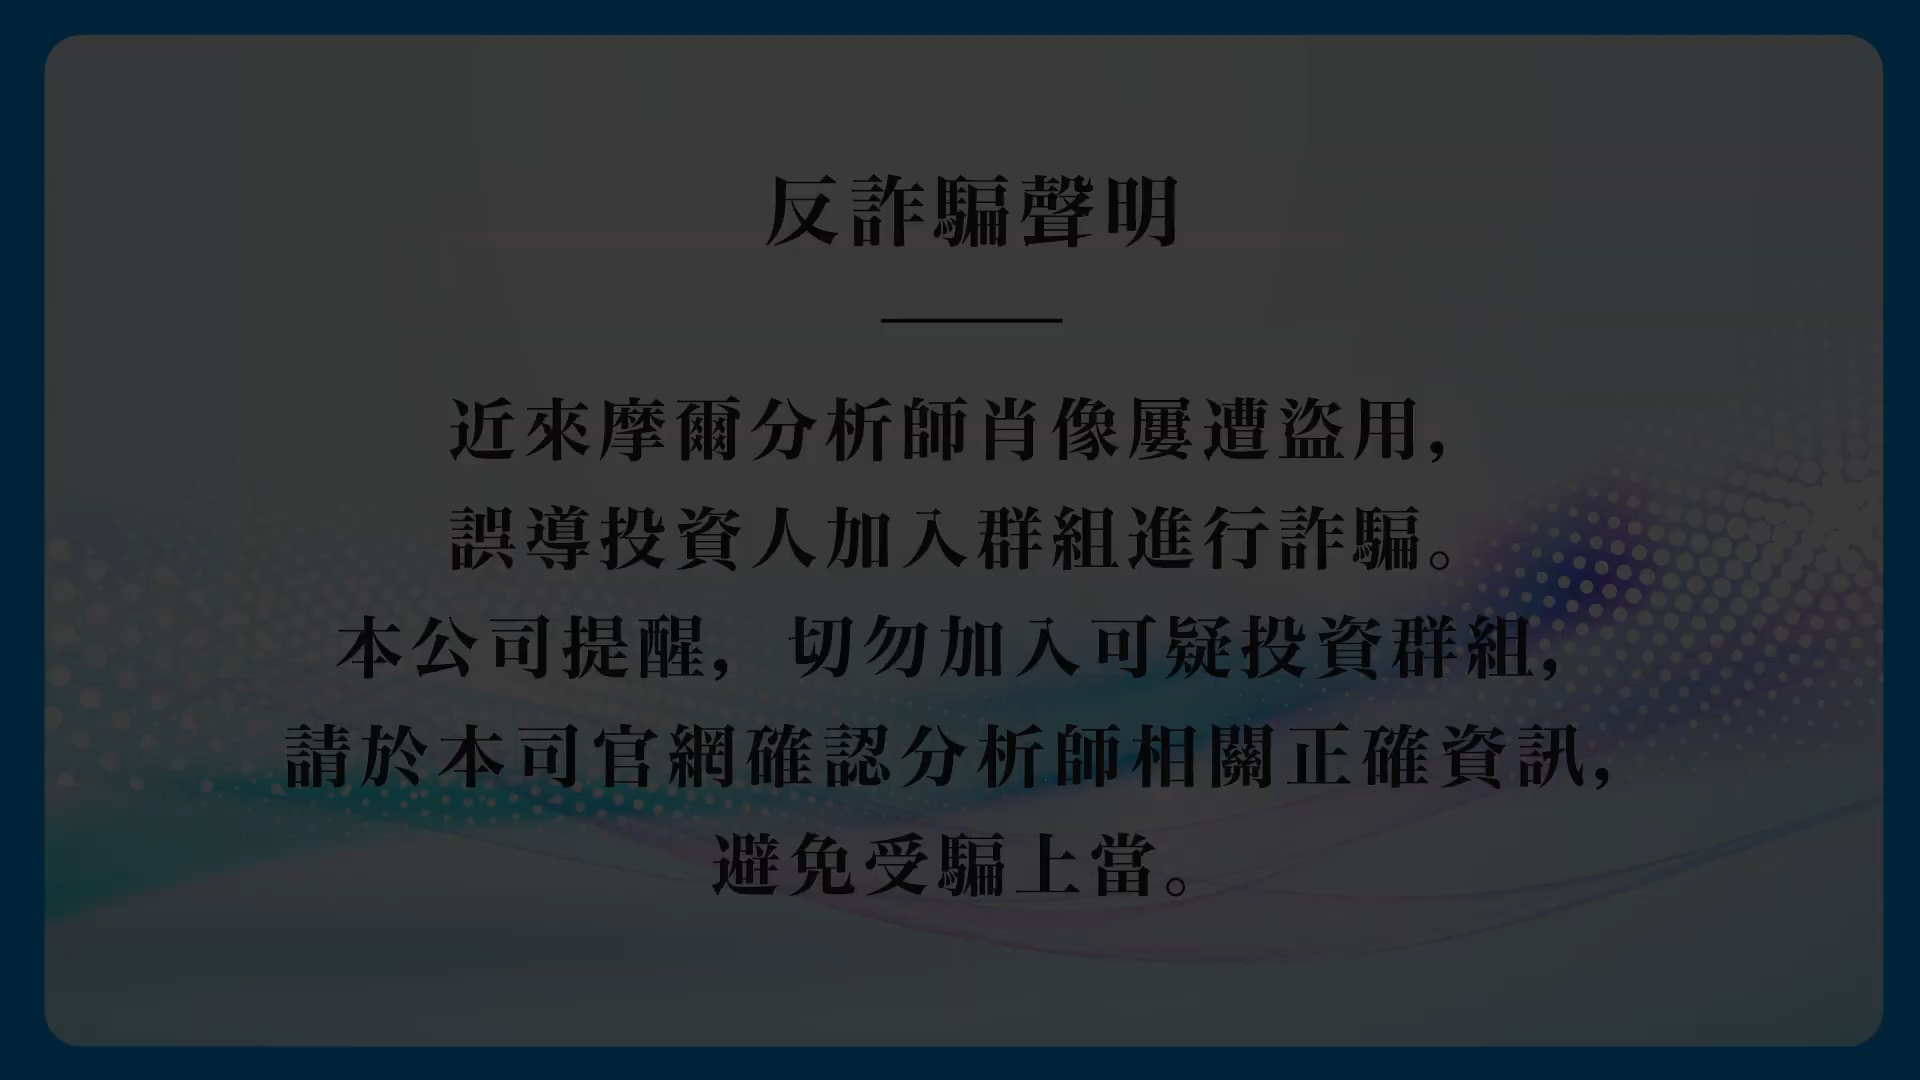 反詐騙聲明
近來摩爾分析師肖像屢遭盜用，
誤導投資人加入群組進行詐騙。
本公司提醒，切勿加入可疑投資群組，
請於本司官網確認分析師相關正確資訊，
避免受騙上當。